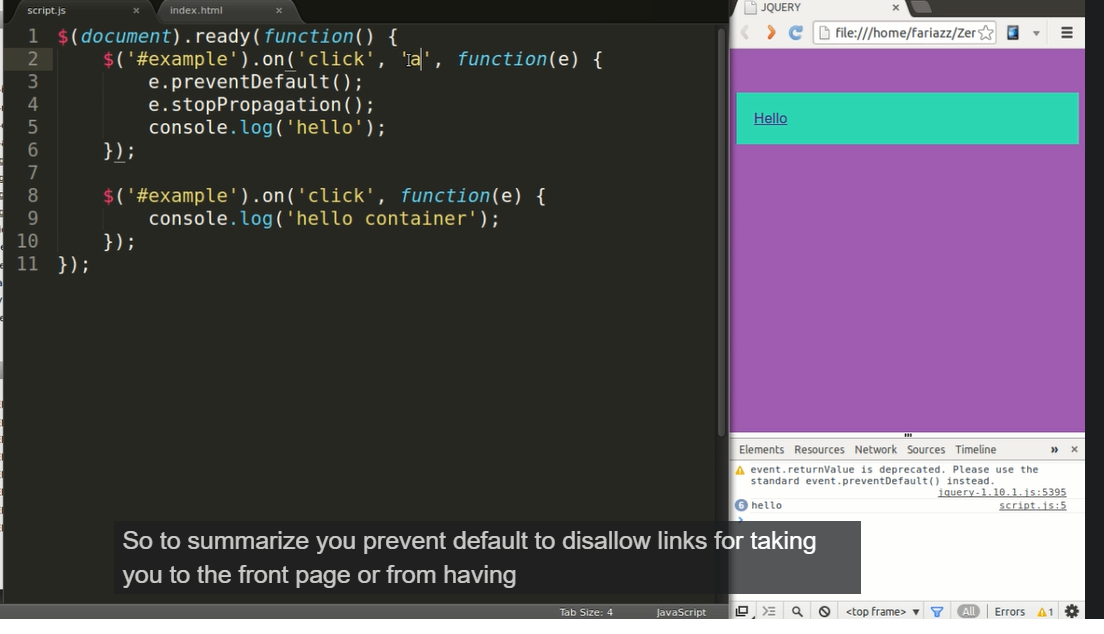 script.js
index.html
1 $(document).ready(function() {
2 $('#example').on('click', 'a', function(e) {
3 e.preventDefault();
4 e.stopPropagation();
5 console.log('hello');
6 });
7
8 $('#example').on('click', function(e) {
9 console.log('hello container');
10 });
11 });
Tab Size: 4
JavaScript
JQUERY
file:///home/fariazz/Zer
Hello
Elements Resources Network Sources Timeline »
event.returnValue is deprecated. Please use the
standard event.preventDefault() instead.
jquery-1.10.1.js:5395
6 hello script.js:5
<top frame> All Errors 1
So to summarize you prevent default to disallow links for taking
you to the front page or from having